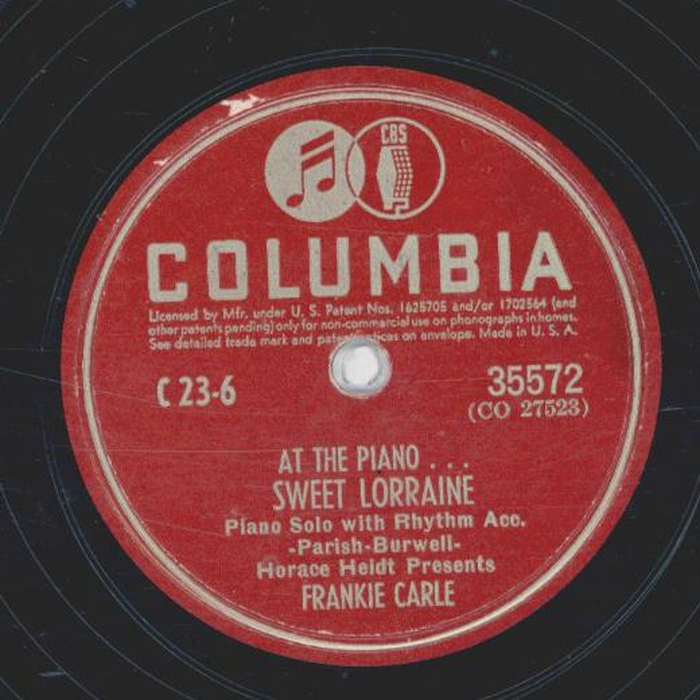 CBS
COLUMBIA
Licensed by Mfr. under U. S. Patent Nos. 1625705 and/or 1702564 (and
other patents pending) only for non-commercial use on phonographs in homes.
See detailed trade mark and patent notices on envelope. Made in U. S. A.
C 23-6
35572
(CO 27523)
AT THE PIANO . . .
SWEET LORRAINE
Piano Solo with Rhythm Acc.
-Parish-Burwell-
Horace Heidt Presents
FRANKIE CARLE